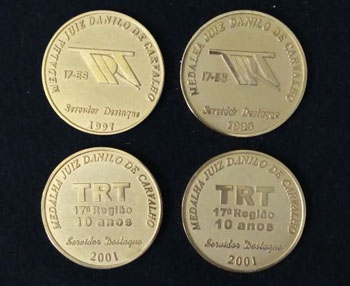 MEDALHA JUIZ DANILO DE CARVALHO
TRT
17-ES
Servidor Destaque
1997
MEDALHA JUIZ DANILO DE CARVALHO
TRT
17-ES
Destaque
MEDALHA JUIZ DANILO DE CARVALHO
TRT
17ª Região
10 anos
Servidor Destaque
2001
MEDALHA JUIZ DANILO DE CARVALHO
TRT
17ª Região
10 anos
Servidor Destaque
2001